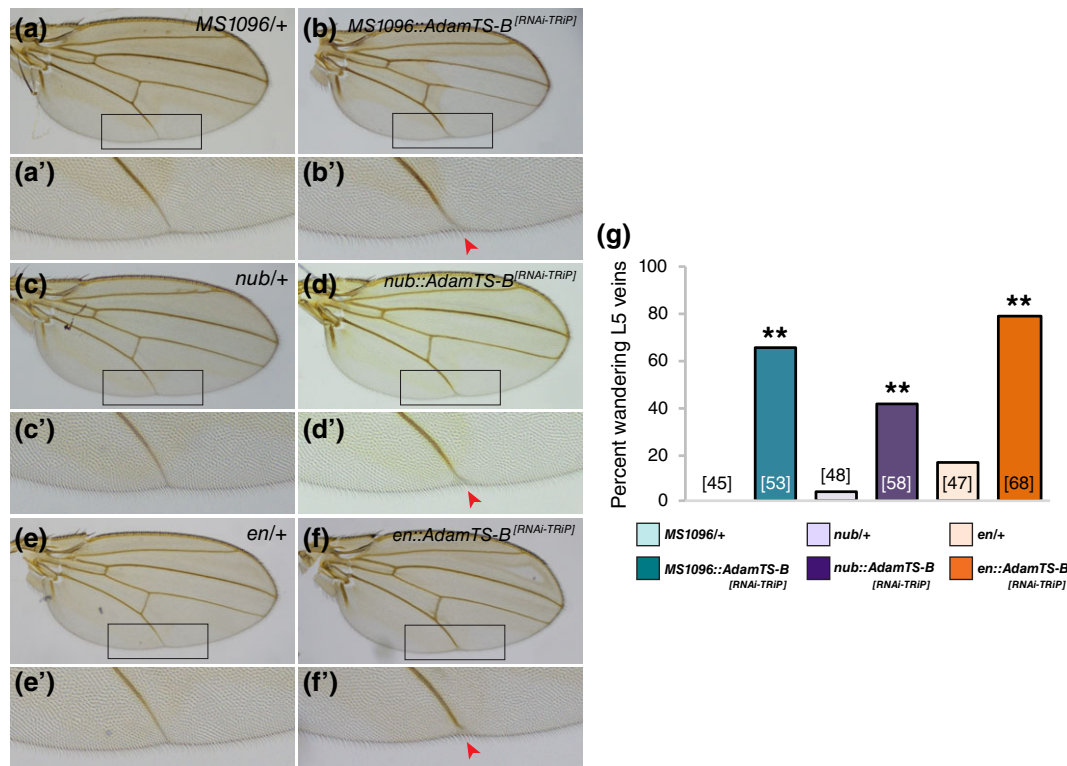 (a) MS1096/+
(b) MS1096::AdamTS-B[RNAi-TRiP]
(a')
(b')
(c) nub/+
(d) nub::AdamTS-B[RNAi-TRiP]
(c')
(d')
(e) en/+
(f) en::AdamTS-B[RNAi-TRiP]
(e')
(f')
(g)
Percent wandering L5 veins
100
80
60
40
20
0
**
**
**
[45]
[53]
[48]
[58]
[47]
[68]
MS1096/+
nub/+
en/+
MS1096::AdamTS-B
[RNAi-TRiP]
nub::AdamTS-B
[RNAi-TRiP]
en::AdamTS-B
[RNAi-TRiP]